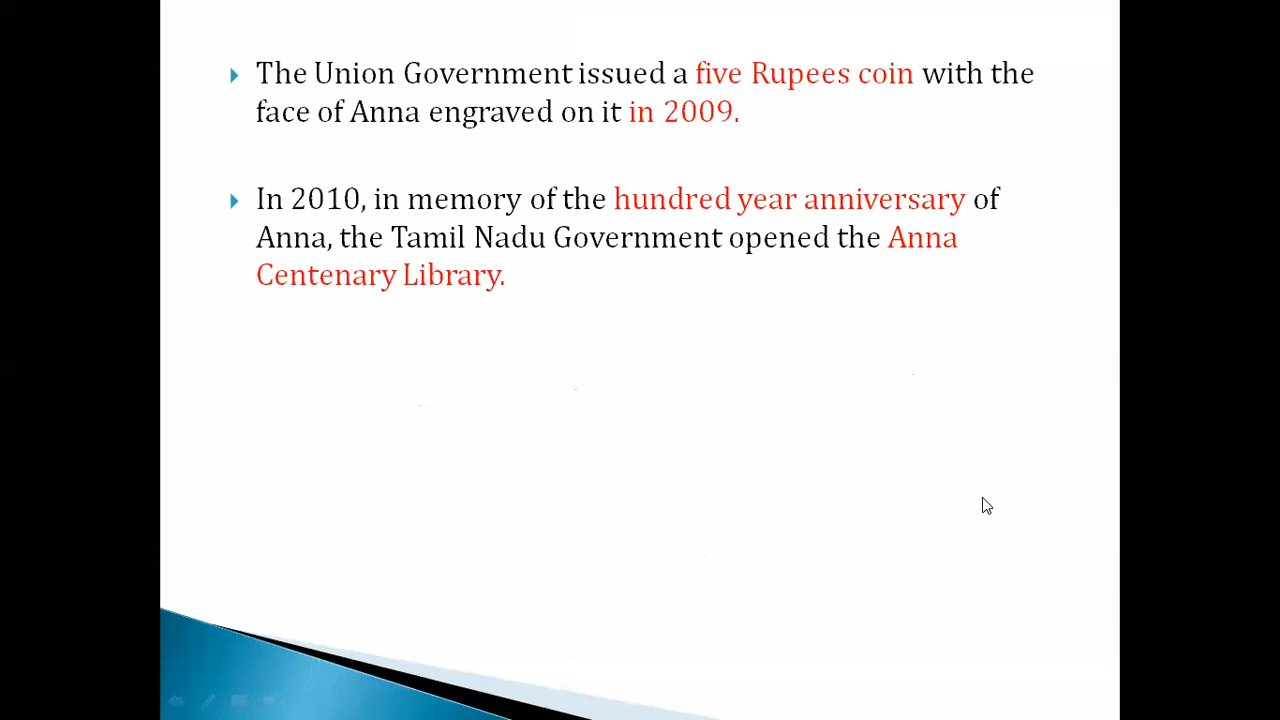 The Union Government issued a five Rupees coin with the
face of Anna engraved on it in 2009.
In 2010, in memory of the hundred year anniversary of
Anna, the Tamil Nadu Government opened the Anna
Centenary Library.